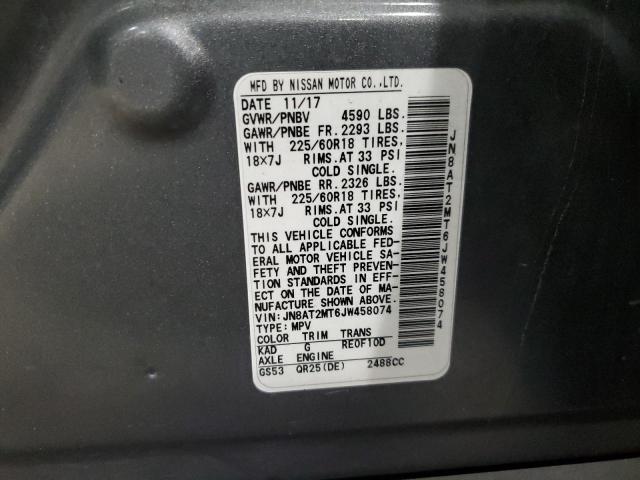 MFD BY NISSAN MOTOR CO.,LTD.
DATE 11/17
GVWR/PNBV 4590 LBS.
GAWR/PNBE FR. 2293 LBS.
WITH 225/60R18 TIRES,
18X7J RIMS.AT 33 PSI
COLD SINGLE.
GAWR/PNBE RR. 2326 LBS.
WITH 225/60R18 TIRES,
18X7J RIMS.AT 33 PSI
COLD SINGLE.
THIS VEHICLE CONFORMS
TO ALL APPLICABLE FED-
ERAL MOTOR VEHICLE SA-
FETY AND THEFT PREVEN-
TION STANDARDS IN EFF-
ECT ON THE DATE OF MA-
NUFACTURE SHOWN ABOVE.
VIN: JN8AT2MT6JW458074
TYPE: MPV
COLOR TRIM TRANS
KAD G RE0F10D
AXLE ENGINE
GS53 QR25(DE) 2488CC
JN8AT2MT6JW458074